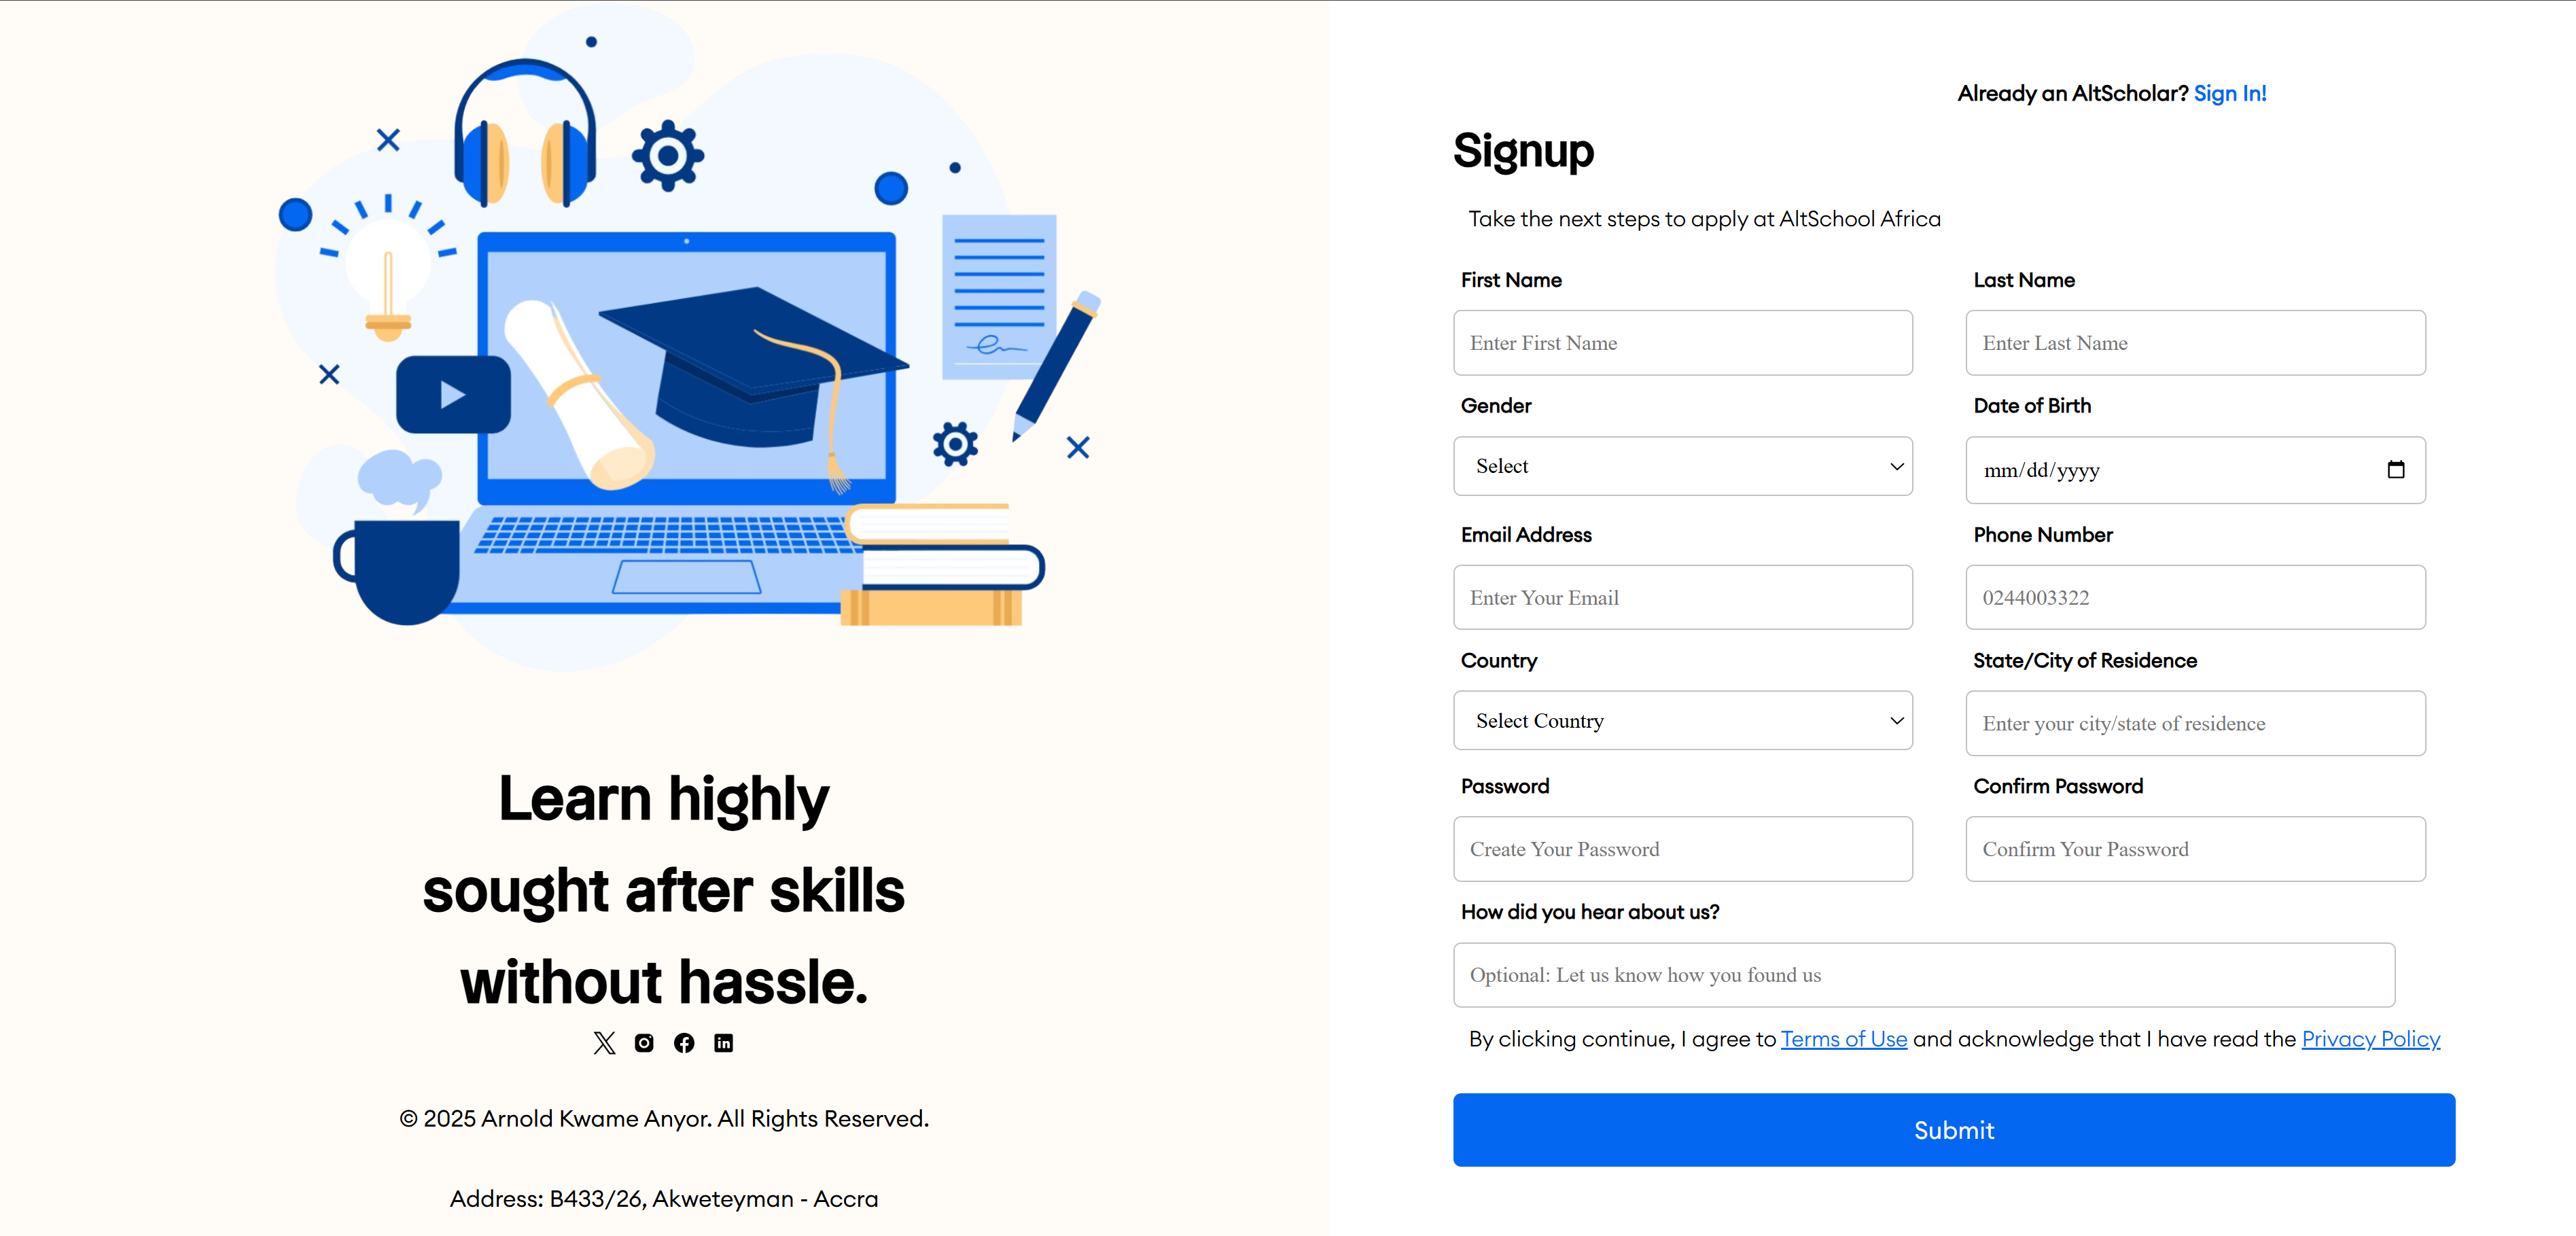 Learn highly
sought after skills
without hassle.
© 2025 Arnold Kwame Anyor. All Rights Reserved.
Address: B433/26, Akweteyman - Accra
Already an AltScholar? Sign In!
Signup
Take the next steps to apply at AltSchool Africa
First Name
Last Name
Enter First Name
Enter Last Name
Gender
Date of Birth
Select
mm/dd/yyyy
Email Address
Phone Number
Enter Your Email
0244003322
Country
State/City of Residence
Select Country
Enter your city/state of residence
Password
Confirm Password
Create Your Password
Confirm Your Password
How did you hear about us?
Optional: Let us know how you found us
By clicking continue, I agree to Terms of Use and acknowledge that I have read the Privacy Policy
Submit